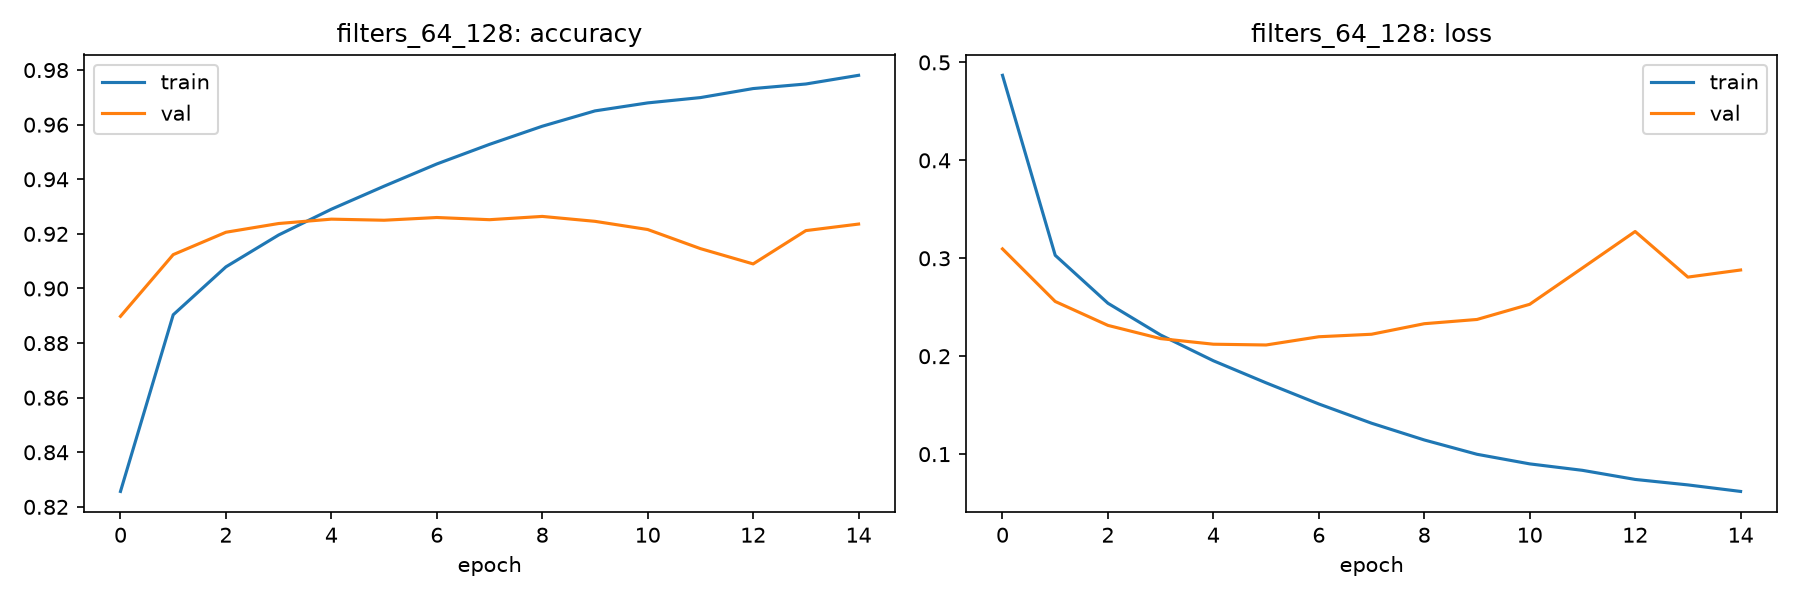 filters_64_128: accuracy
train
val
0.98
0.96
0.94
0.92
0.90
0.88
0.86
0.84
0.82
0 2 4 6 8 10 12 14
epoch
filters_64_128: loss
train
val
0.5
0.4
0.3
0.2
0.1
0 2 4 6 8 10 12 14
epoch